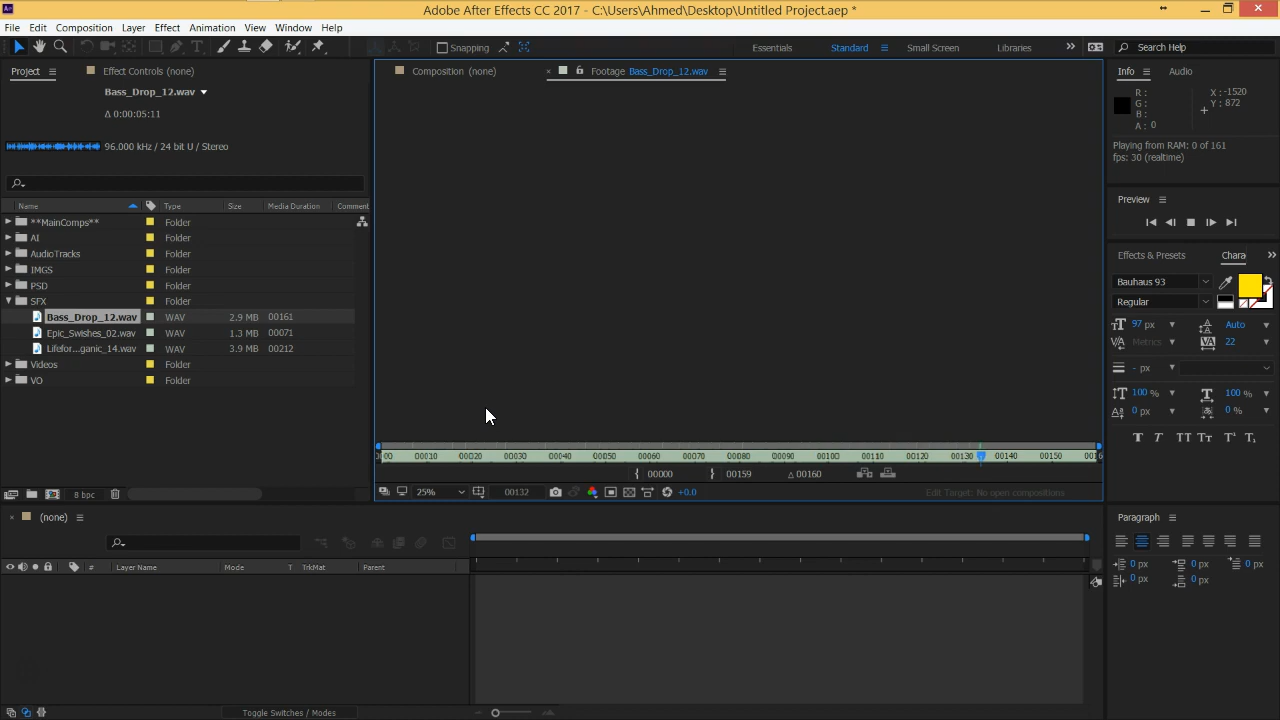 Adobe After Effects CC 2017 - C:\Users\Ahmed\Desktop\Untitled Project.aep *
File Edit Composition Layer Effect Animation View Window Help
Snapping Essentials Standard Small Screen Libraries Search Help
Project Effect Controls (none) Composition (none) Footage Bass_Drop_12.wav Info Audio
Bass_Drop_12.wav
Δ 0:00:05:11
96.000 kHz / 24 bit U / Stereo
R : X : -1520
G : Y : 872
B :
A : 0
Playing from RAM: 0 of 161
fps: 30 (realtime)
Preview
Name Type Size Media Duration Comment
**MainComps** Folder
AI Folder
AudioTracks Folder
IMGS Folder
PSD Folder
SFX Folder
Bass_Drop_12.wav WAV 2.9 MB 00161
Epic_Swishes_02.wav WAV 1.3 MB 00071
Lifefor...ganic_14.wav WAV 3.9 MB 00212
Videos Folder
VO Folder
Effects & Presets Chara
Bauhaus 93
Regular
97 px Auto
Metrics 22
- px
100 % 100 %
0 px 0 %
T T TT Tr T¹ T₁
00010 00020 00030 00040 00050 00060 00070 00080 00090 00100 00110 00120 00130 00140 00150
00000 00159 Δ 00160
8 bpc 25% 00132 +0.0 Edit Target: No open compositions
(none)
# Layer Name Mode T TrkMat Parent
Paragraph
0 px 0 px 0 px
0 px 0 px
Toggle Switches / Modes